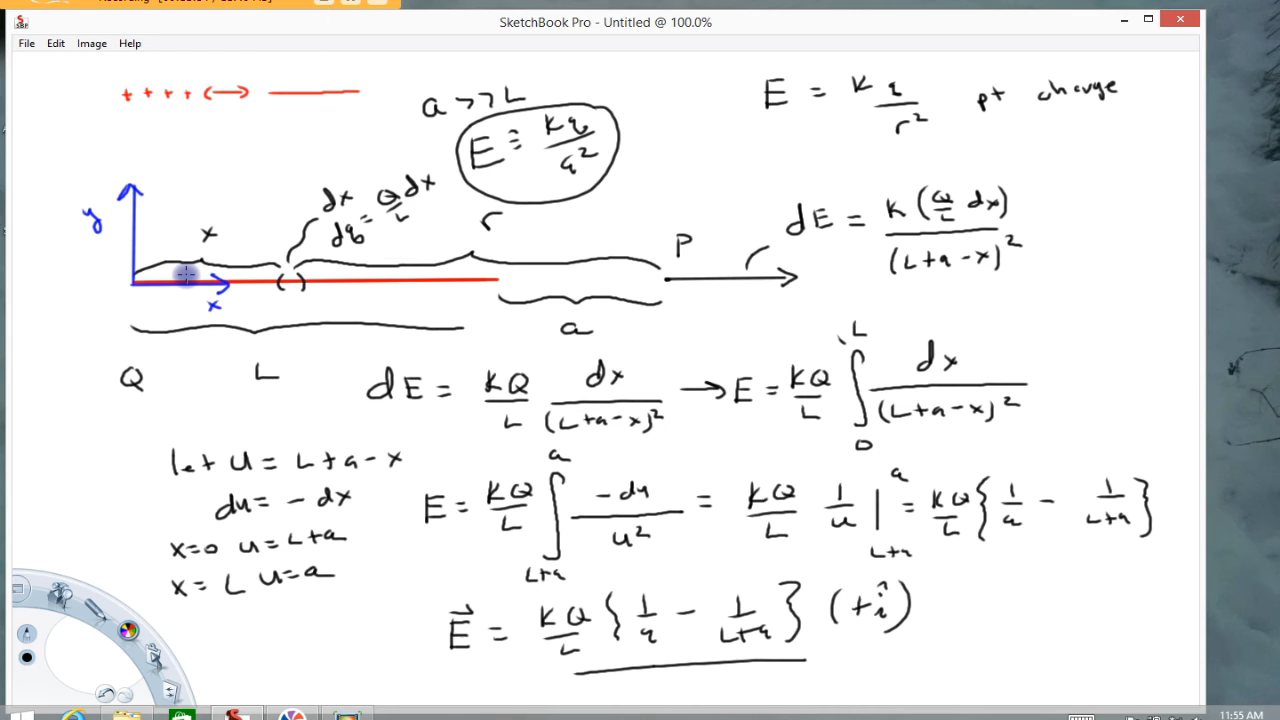 SketchBook Pro - Untitled @ 100.0%
File Edit Image Help
+ + + +
a >> L
E = Kq/a²
E = K q/r² pt charge
dx
dq = Q/L dx
y
x
r
P
dE = K (Q/L dx) / (L+a-x)²
( )
x
a
Q
L
dE = KQ/L dx/(L+a-x)² → E = KQ/L ∫₀ᴸ dx/(L+a-x)²
let u = L+a-x
du = -dx
x=0 u=L+a
x = L u=a
E = KQ/L ∫ L+a a -du/u² = KQ/L 1/u | L+a a = KQ/L {1/a - 1/(L+a)}
E⃗ = KQ/L {1/a - 1/(L+a)} (+î)
11:55 AM